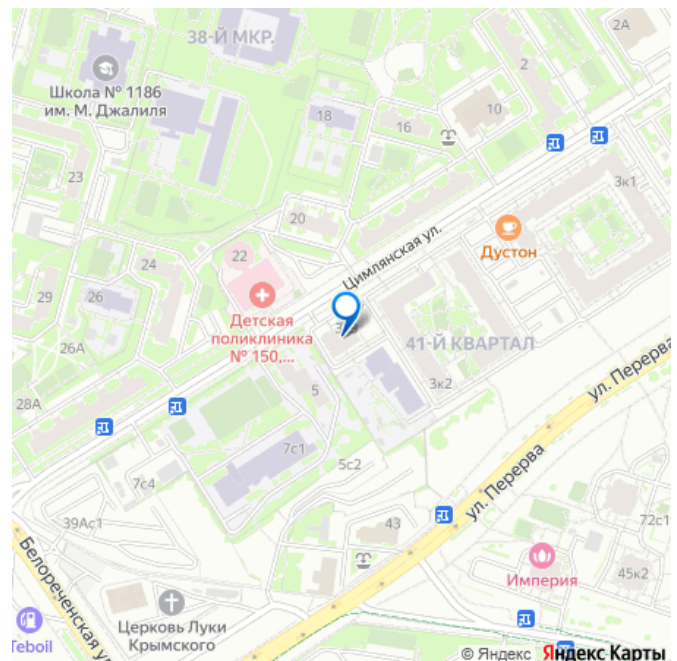 2А
38-Й МКР.
2
Школа № 1186
им. М. Джалиля
10
18
16
23
3к1
20
Цимлянская ул.
Дустон
22
24
29
26
Детская
поликлиника
№ 150,...
41-Й КВАРТАЛ
26А
ул. Перерва
3к2
5
28А
7с1
5с2
ул. Перерва
7с4
39Ас1
43
72с1
Империя
45к2
Белореченская ул.
Церковь Луки
Крымского
Teboil
© Яндекс Яндекс Карты